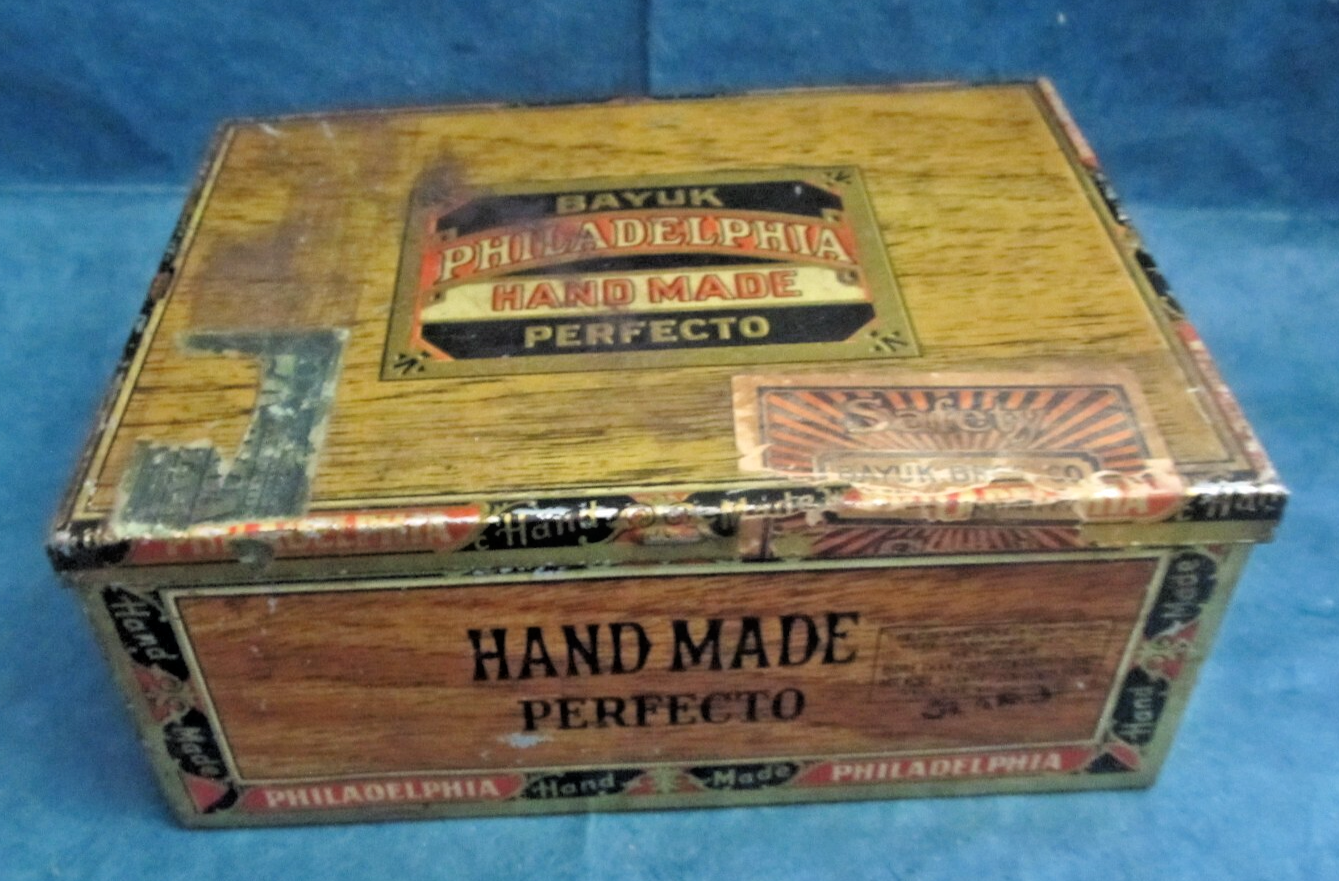 BAYUK
PHILADELPHIA
HAND MADE
PERFECTO
Safety
BAYUK
PHILADELPHIA Hand Made
Hand
Made
HAND MADE
PERFECTO
Made
Hand
PHILADELPHIA Hand Made PHILADELPHIA